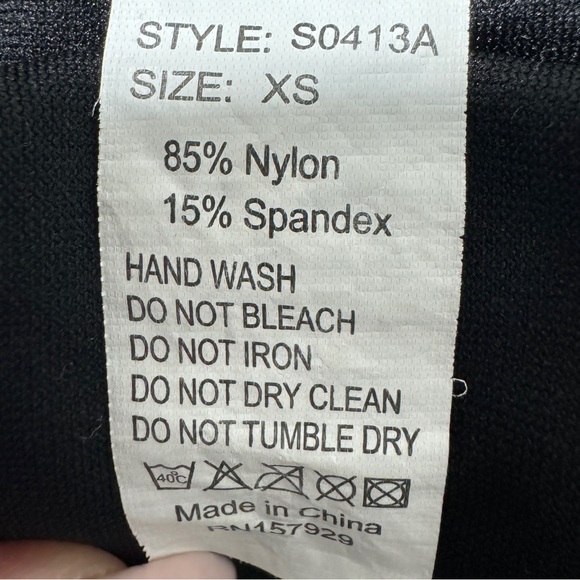 STYLE: S0413A
SIZE: XS
85% Nylon
15% Spandex
HAND WASH
DO NOT BLEACH
DO NOT IRON
DO NOT DRY CLEAN
DO NOT TUMBLE DRY
40°C
Made in China
RN157929